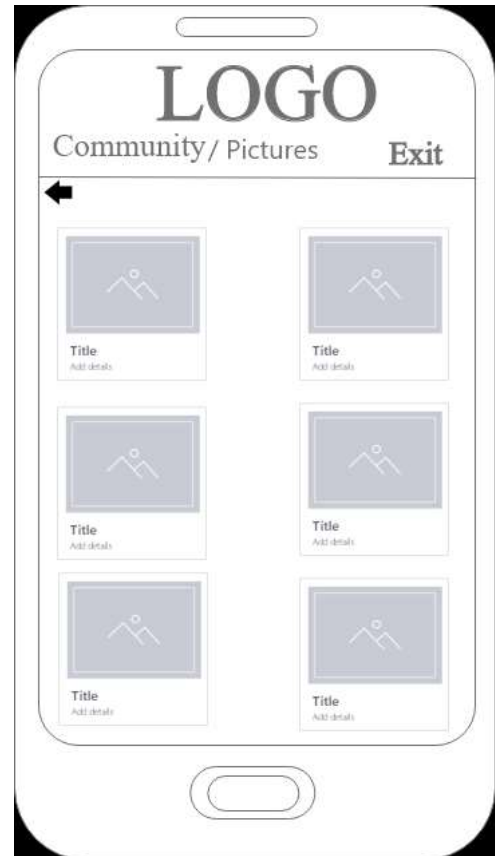 LOGO
Community/ Pictures
Exit
Title
Add details
Title
Add details
Title
Add details
Title
Add details
Title
Add details
Title
Add details